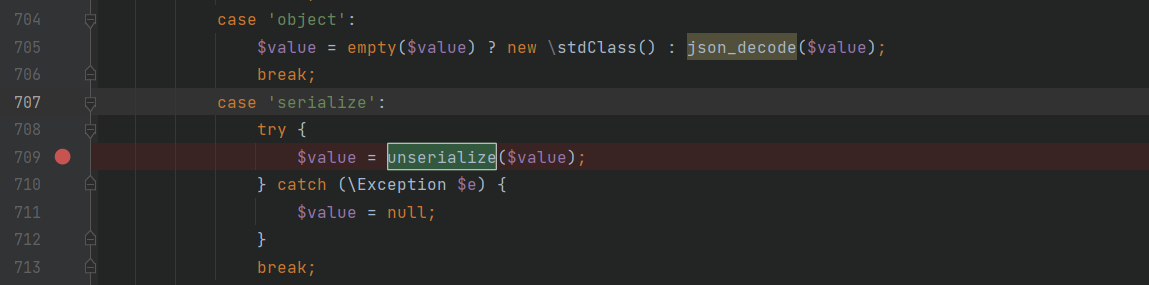 704 case 'object':
705 $value = empty($value) ? new \stdClass() : json_decode($value);
706 break;
707 case 'serialize':
708 try {
709 $value = unserialize($value);
710 } catch (\Exception $e) {
711 $value = null;
712 }
713 break;